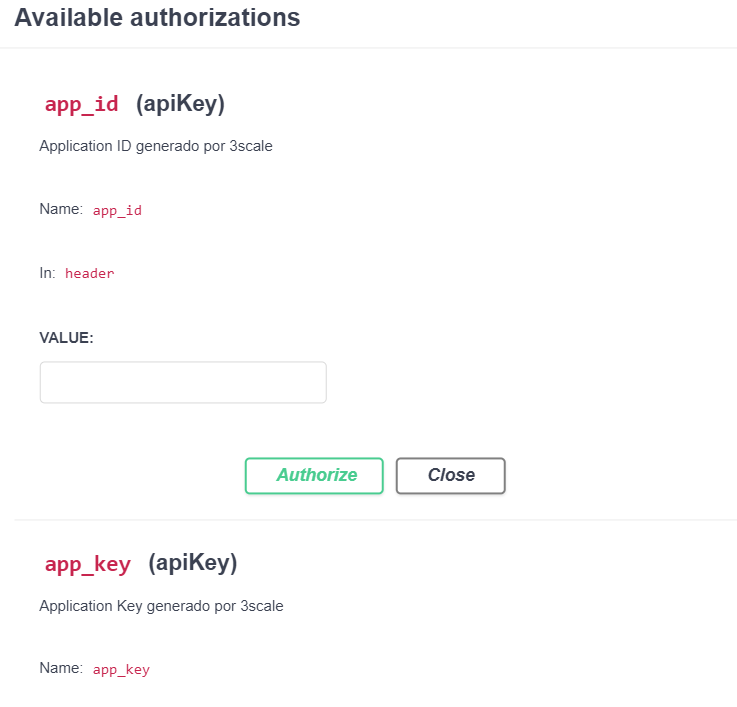 Available authorizations
app_id (apiKey)
Application ID generado por 3scale
Name: app_id
In: header
VALUE:
Authorize Close
app_key (apiKey)
Application Key generado por 3scale
Name: app_key